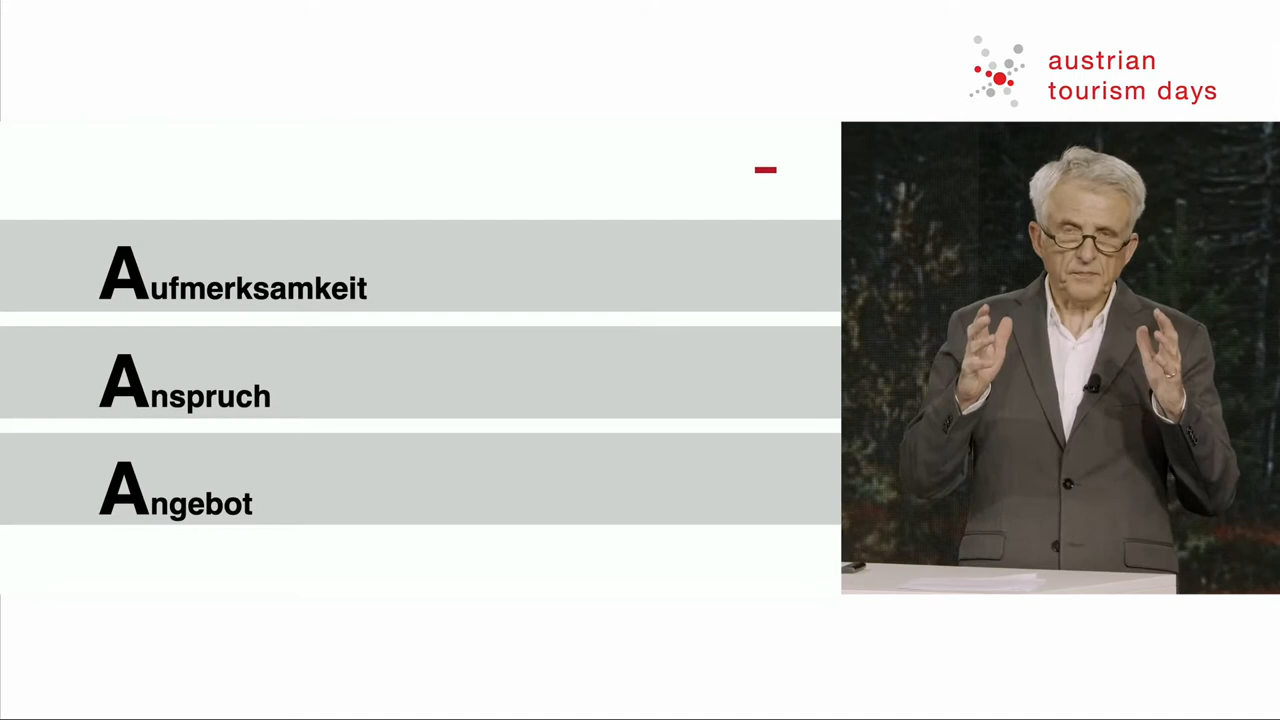 austrian
tourism days
Aufmerksamkeit
Anspruch
Angebot